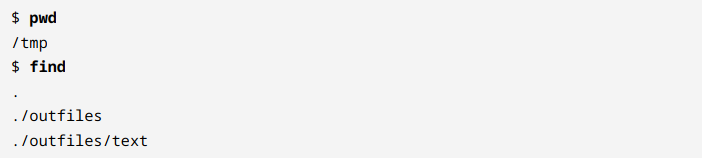 $ pwd
/tmp
$ find
.
./outfiles
./outfiles/text